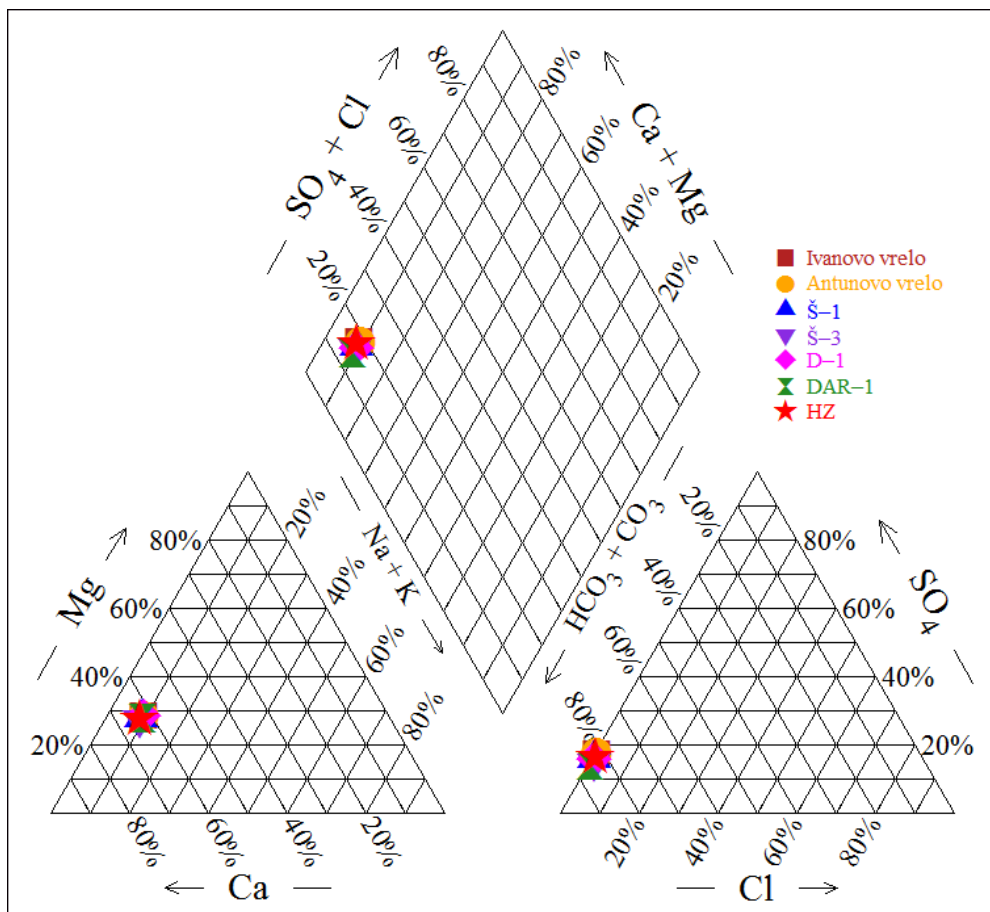 SO4 + Cl
80%
60%
40%
20%
Ca + Mg
80%
60%
40%
20%
Ivanovo vrelo
Antunovo vrelo
Š–1
Š–3
D–1
DAR–1
HZ
Mg
80%
60%
40%
20%
20%
40%
60%
80%
Na + K
80%
60%
40%
20%
Ca
HCO3 + CO3
20%
40%
60%
80%
SO4
80%
60%
40%
20%
20%
40%
60%
80%
Cl